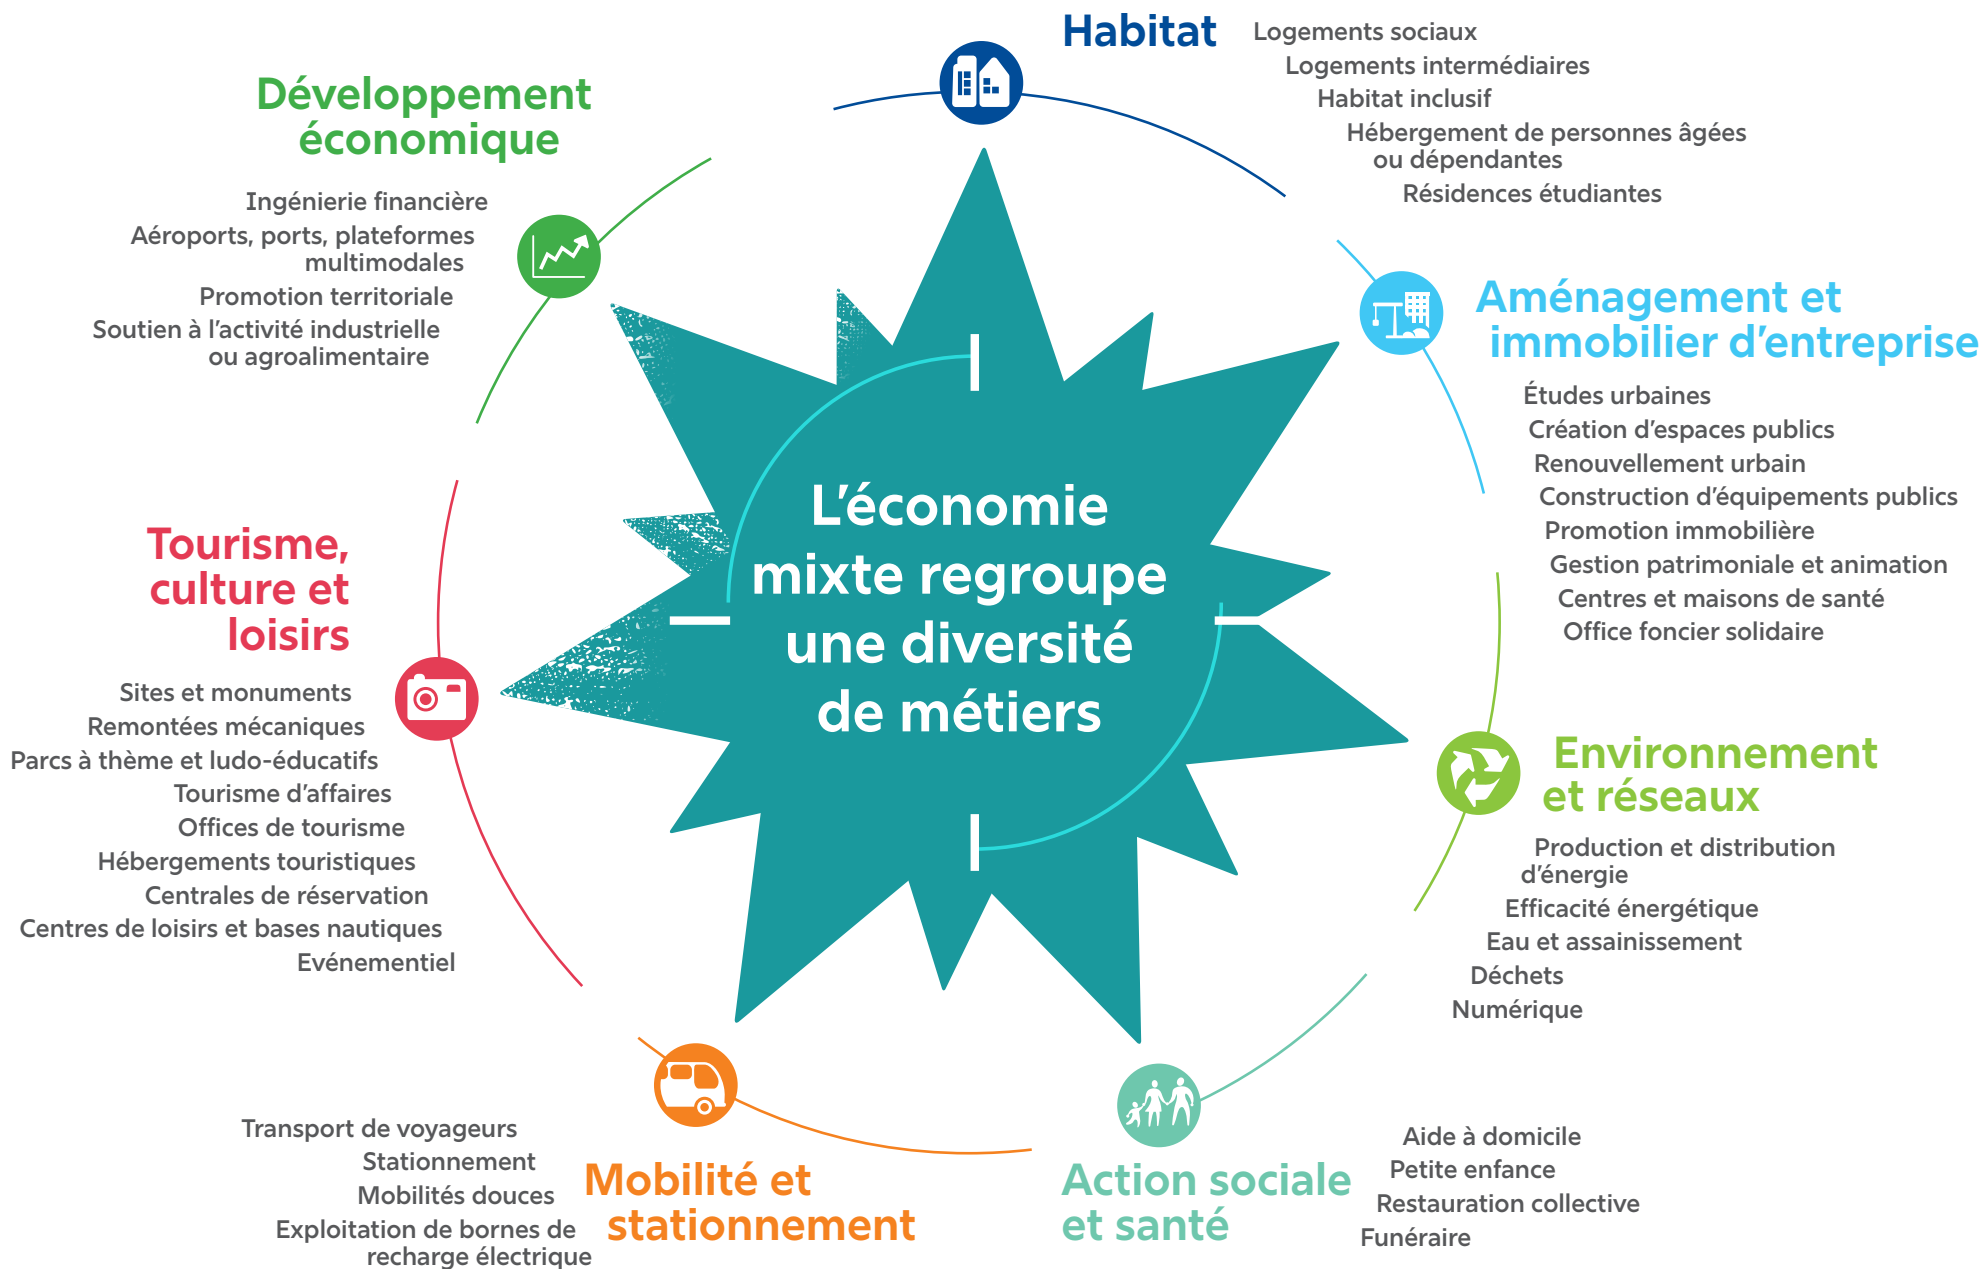 Habitat
Logements sociaux
Logements intermédiaires
Habitat inclusif
Hébergement de personnes âgées
ou dépendantes
Résidences étudiantes
Aménagement et
immobilier d’entreprise
Études urbaines
Création d’espaces publics
Renouvellement urbain
Construction d’équipements publics
Promotion immobilière
Gestion patrimoniale et animation
Centres et maisons de santé
Office foncier solidaire
Environnement
et réseaux
Production et distribution
d’énergie
Efficacité énergétique
Eau et assainissement
Déchets
Numérique
Action sociale
et santé
Aide à domicile
Petite enfance
Restauration collective
Funéraire
Mobilité et
stationnement
Transport de voyageurs
Stationnement
Mobilités douces
Exploitation de bornes de
recharge électrique
Tourisme,
culture et
loisirs
Sites et monuments
Remontées mécaniques
Parcs à thème et ludo-éducatifs
Tourisme d’affaires
Offices de tourisme
Hébergements touristiques
Centrales de réservation
Centres de loisirs et bases nautiques
Evénementiel
Développement
économique
Ingénierie financière
Aéroports, ports, plateformes
multimodales
Promotion territoriale
Soutien à l’activité industrielle
ou agroalimentaire
L’économie
mixte regroupe
une diversité
de métiers